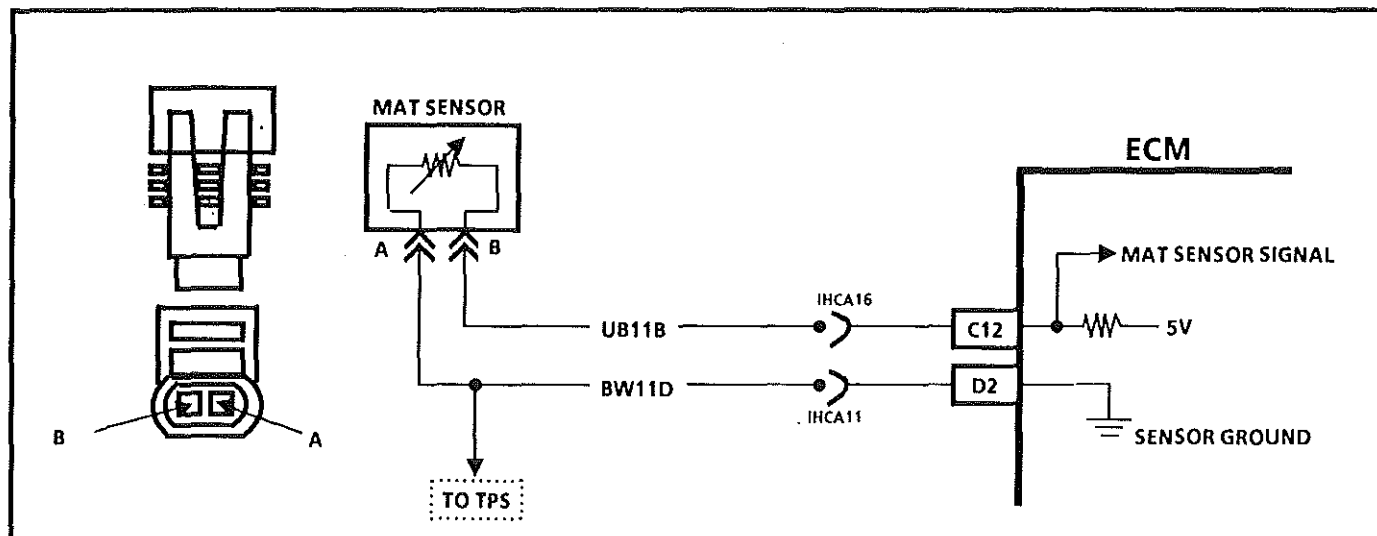 MAT SENSOR
ECM
A
B
MAT SENSOR SIGNAL
IHCA16
UB11B
C12
5V
BW11D
D2
IHCA11
B
A
SENSOR GROUND
TO TPS